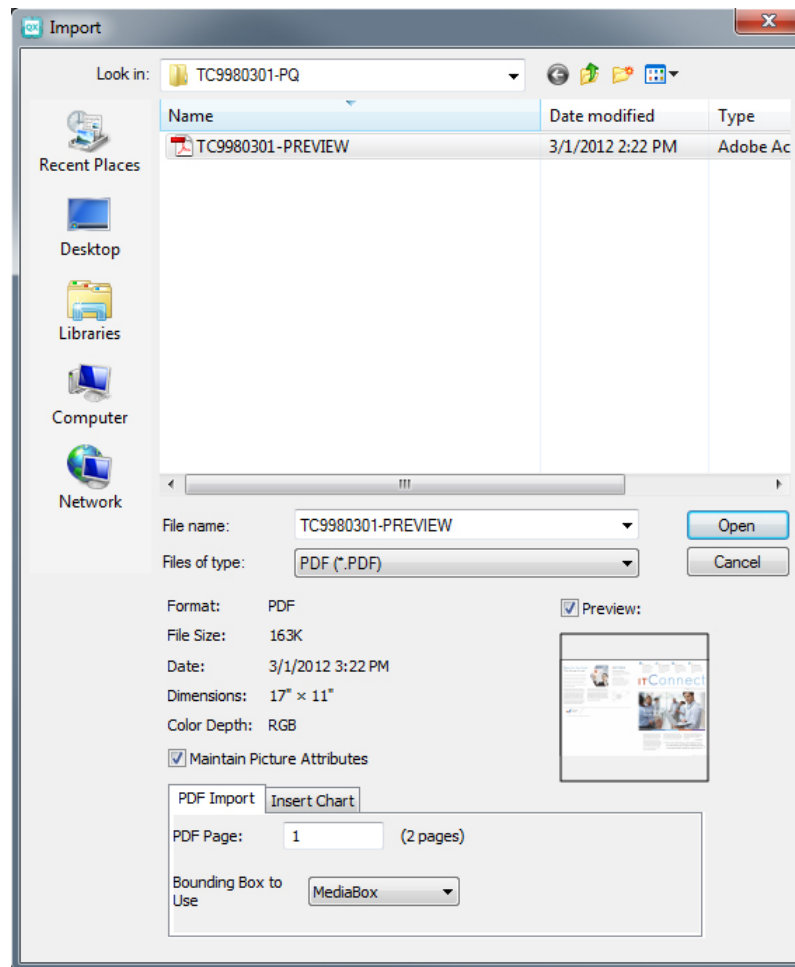 QX Import X
Look in: TC9980301-PQ
Name Date modified Type
TC9980301-PREVIEW 3/1/2012 2:22 PM Adobe Ac
Recent Places
Desktop
Libraries
Computer
Network
File name: TC9980301-PREVIEW Open
Files of type: PDF (*.PDF) Cancel
Format: PDF Preview:
File Size: 163K
Date: 3/1/2012 3:22 PM
Dimensions: 17" × 11"
Color Depth: RGB
Maintain Picture Attributes
ITConnect
PDF Import Insert Chart
PDF Page: 1 (2 pages)
Bounding Box to
Use MediaBox